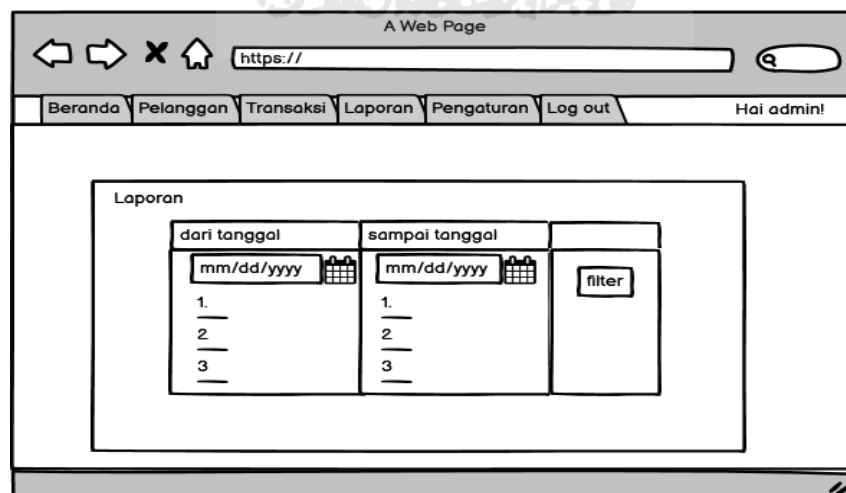 A Web Page
https://
Beranda Pelanggan Transaksi Laporan Pengaturan Log out Hai admin!
Laporan
dari tanggal sampai tanggal
mm/dd/yyyy mm/dd/yyyy filter
1. 1.
2 2
3 3